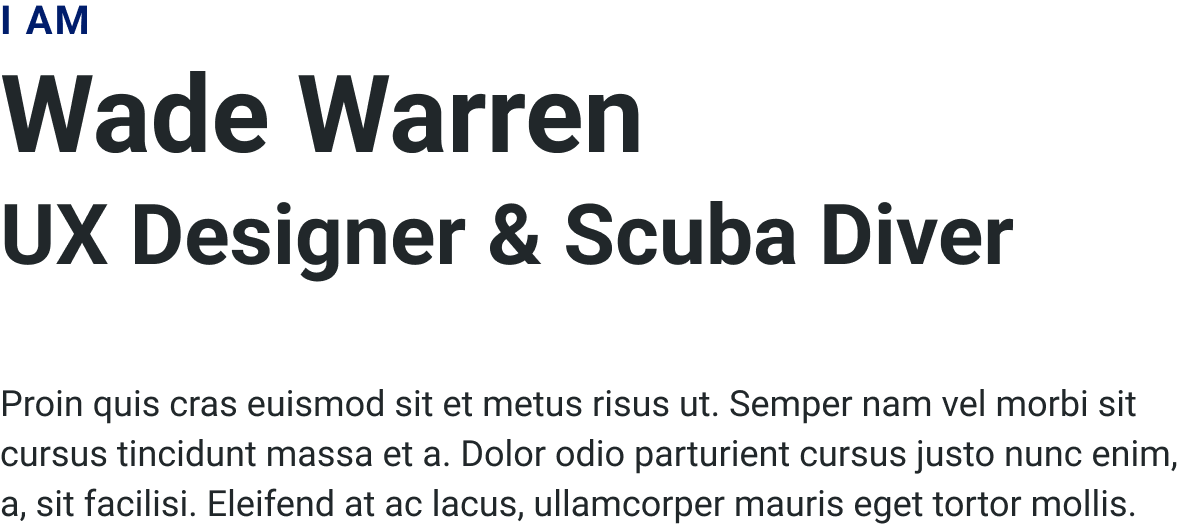 I AM
Wade Warren
UX Designer & Scuba Diver
Proin quis cras euismod sit et metus risus ut. Semper nam vel morbi sit
cursus tincidunt massa et a. Dolor odio parturient cursus justo nunc enim,
a, sit facilisi. Eleifend at ac lacus, ullamcorper mauris eget tortor mollis.